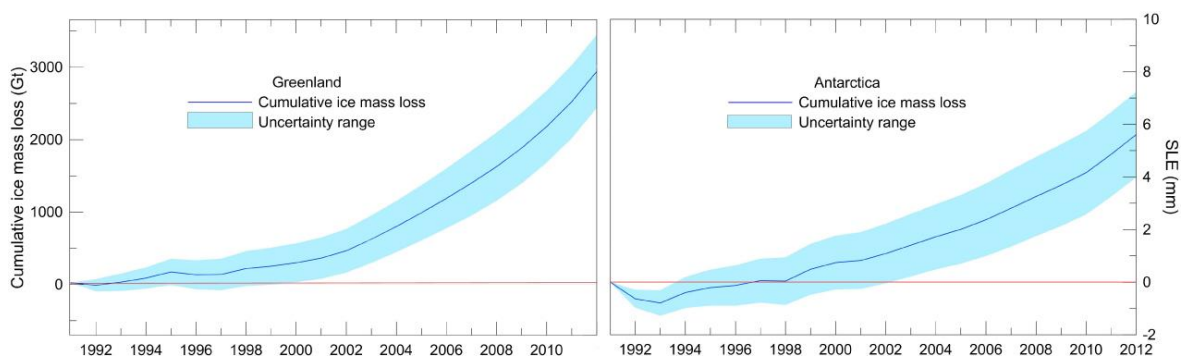 Cumulative ice mass loss (Gt)
3000
2000
1000
0
Greenland
Cumulative ice mass loss
Uncertainty range
1992 1994 1996 1998 2000 2002 2004 2006 2008 2010
Antarctica
Cumulative ice mass loss
Uncertainty range
1992 1994 1996 1998 2000 2002 2004 2006 2008 2010 2012
10
8
6
4
2
0
-2
SLE (mm)